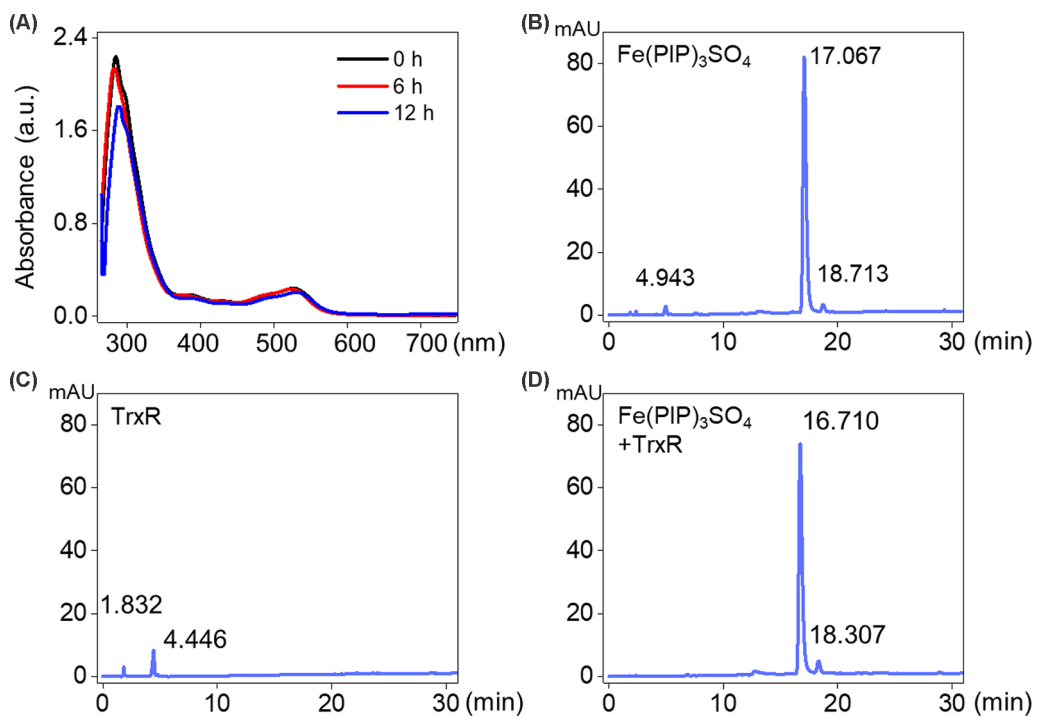 (A)
2.4
1.6
0.8
0.0
Absorbance (a.u.)
0 h
6 h
12 h
300 400 500 600 700 (nm)
(B)
mAU
80
60
40
20
0
Fe(PIP)₃SO₄
17.067
4.943
18.713
0 10 20 30 (min)
(C)
mAU
80
60
40
20
0
TrxR
1.832
4.446
0 10 20 30 (min)
(D)
mAU
80
60
40
20
0
Fe(PIP)₃SO₄
+TrxR
16.710
18.307
0 10 20 30 (min)